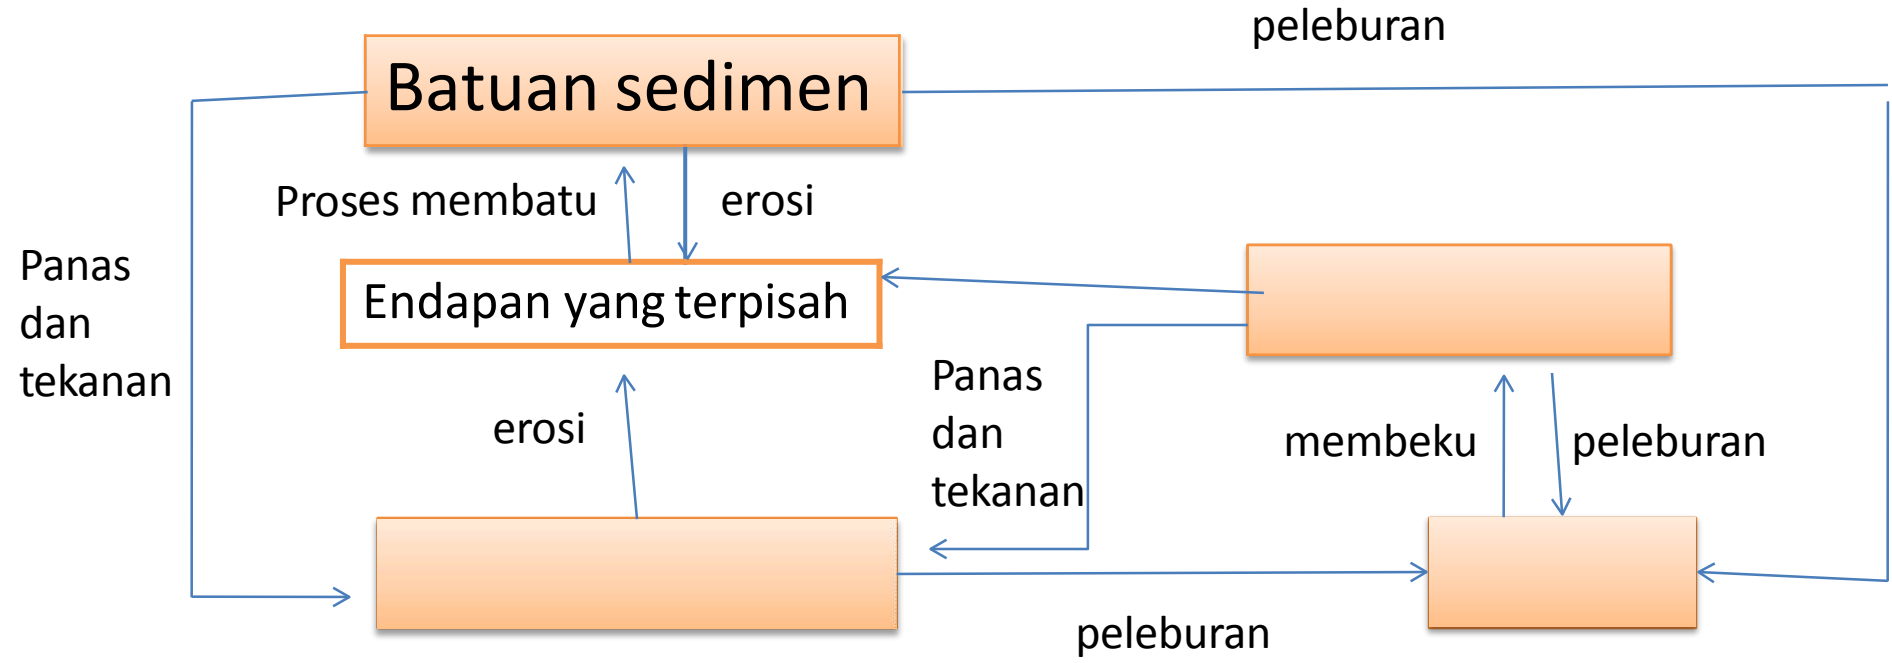 peleburan
Batuan sedimen
Proses membatu
erosi
Panas
dan
tekanan
Endapan yang terpisah
Panas
dan
tekanan
erosi
membeku
peleburan
peleburan